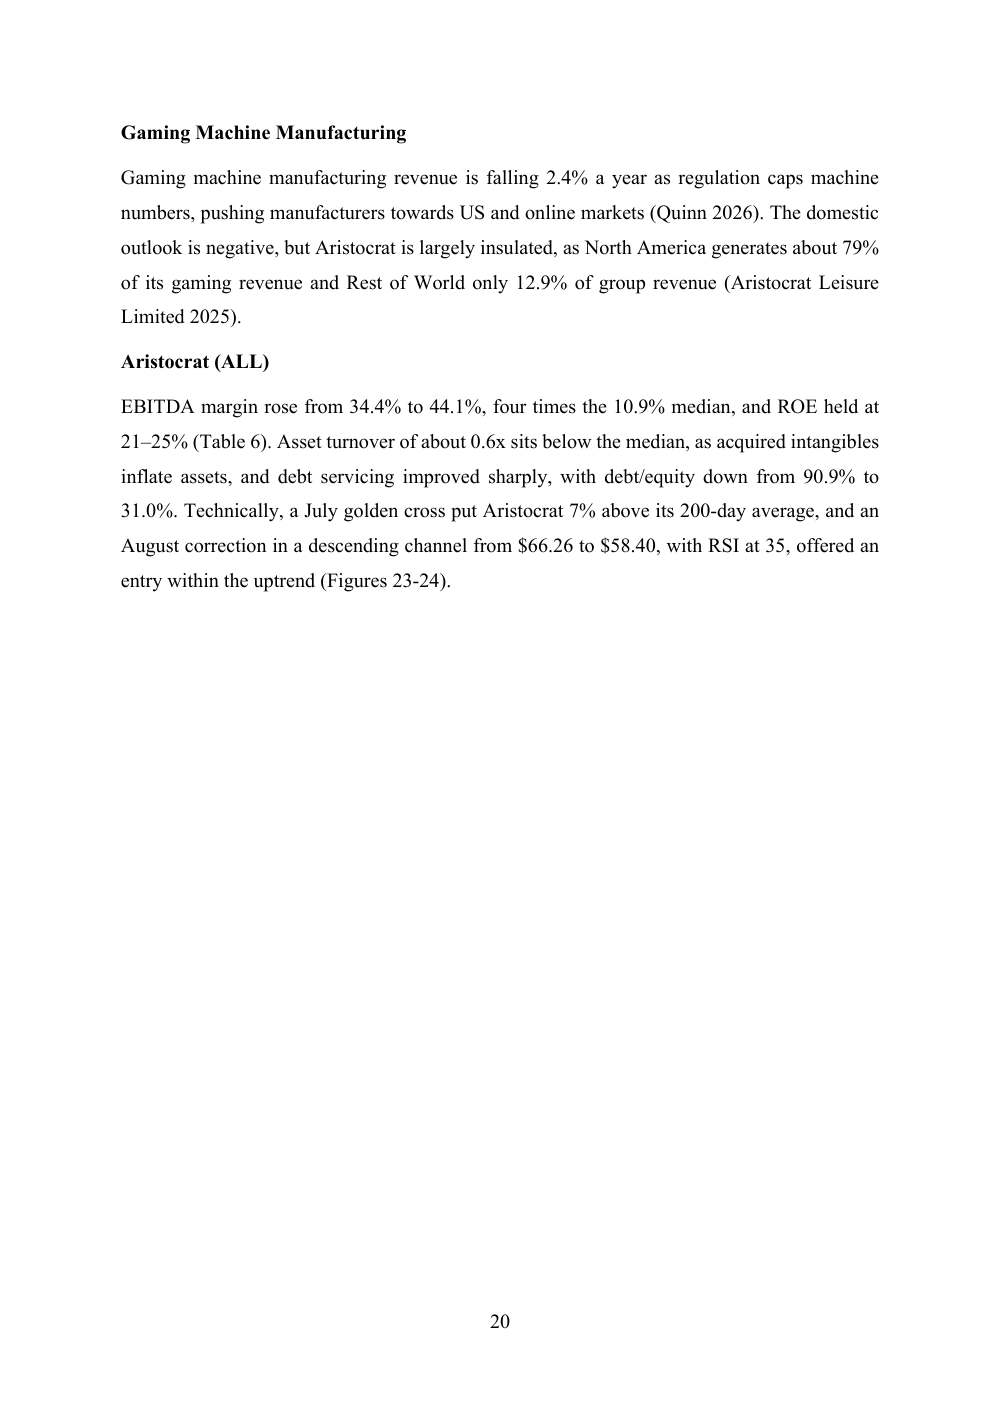 Gaming Machine Manufacturing
Gaming machine manufacturing revenue is falling 2.4% a year as regulation caps machine
numbers, pushing manufacturers towards US and online markets (Quinn 2026). The domestic
outlook is negative, but Aristocrat is largely insulated, as North America generates about 79%
of its gaming revenue and Rest of World only 12.9% of group revenue (Aristocrat Leisure
Limited 2025).
Aristocrat (ALL)
EBITDA margin rose from 34.4% to 44.1%, four times the 10.9% median, and ROE held at
21–25% (Table 6). Asset turnover of about 0.6x sits below the median, as acquired intangibles
inflate assets, and debt servicing improved sharply, with debt/equity down from 90.9% to
31.0%. Technically, a July golden cross put Aristocrat 7% above its 200-day average, and an
August correction in a descending channel from $66.26 to $58.40, with RSI at 35, offered an
entry within the uptrend (Figures 23-24).
20